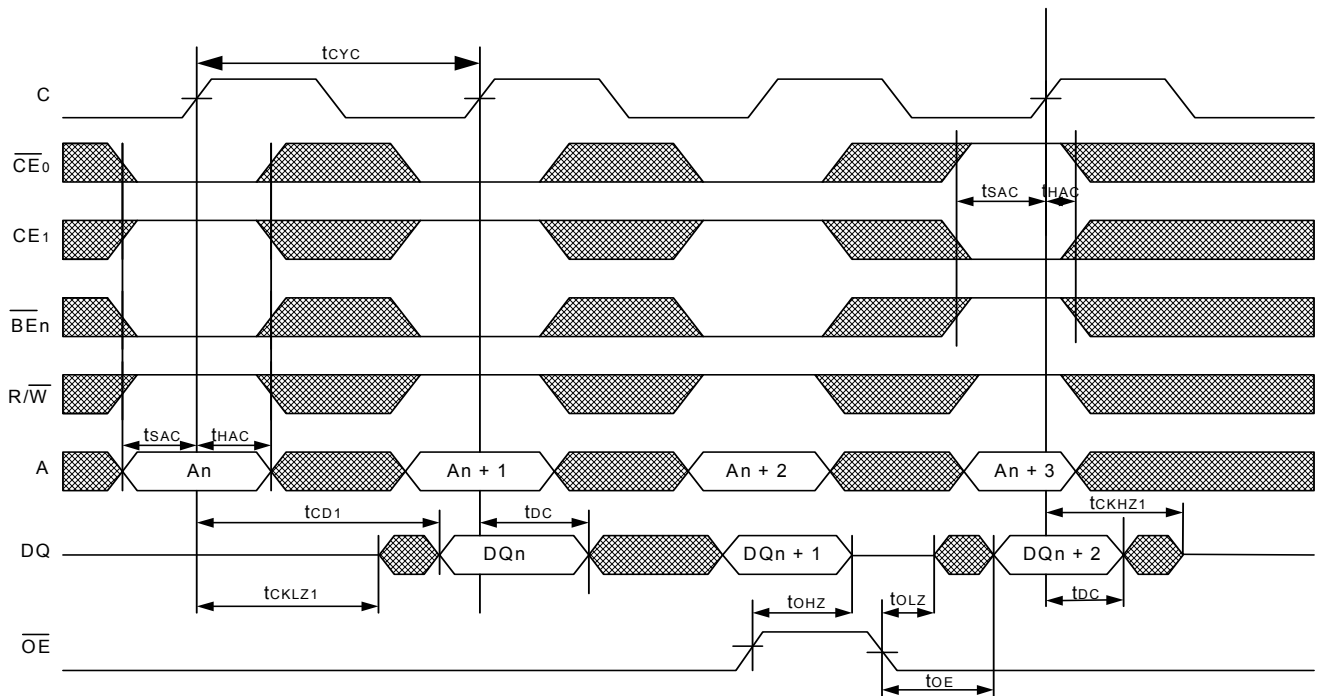 tCYC
C
CE0
tSAC tHAC
CE1
BEn
R/W
tSAC tHAC
A An An + 1 An + 2 An + 3
tCD1 tDC tCKHZ1
DQ DQn DQn + 1 DQn + 2
tCKLZ1 tOHZ tOLZ tDC
OE
tOE